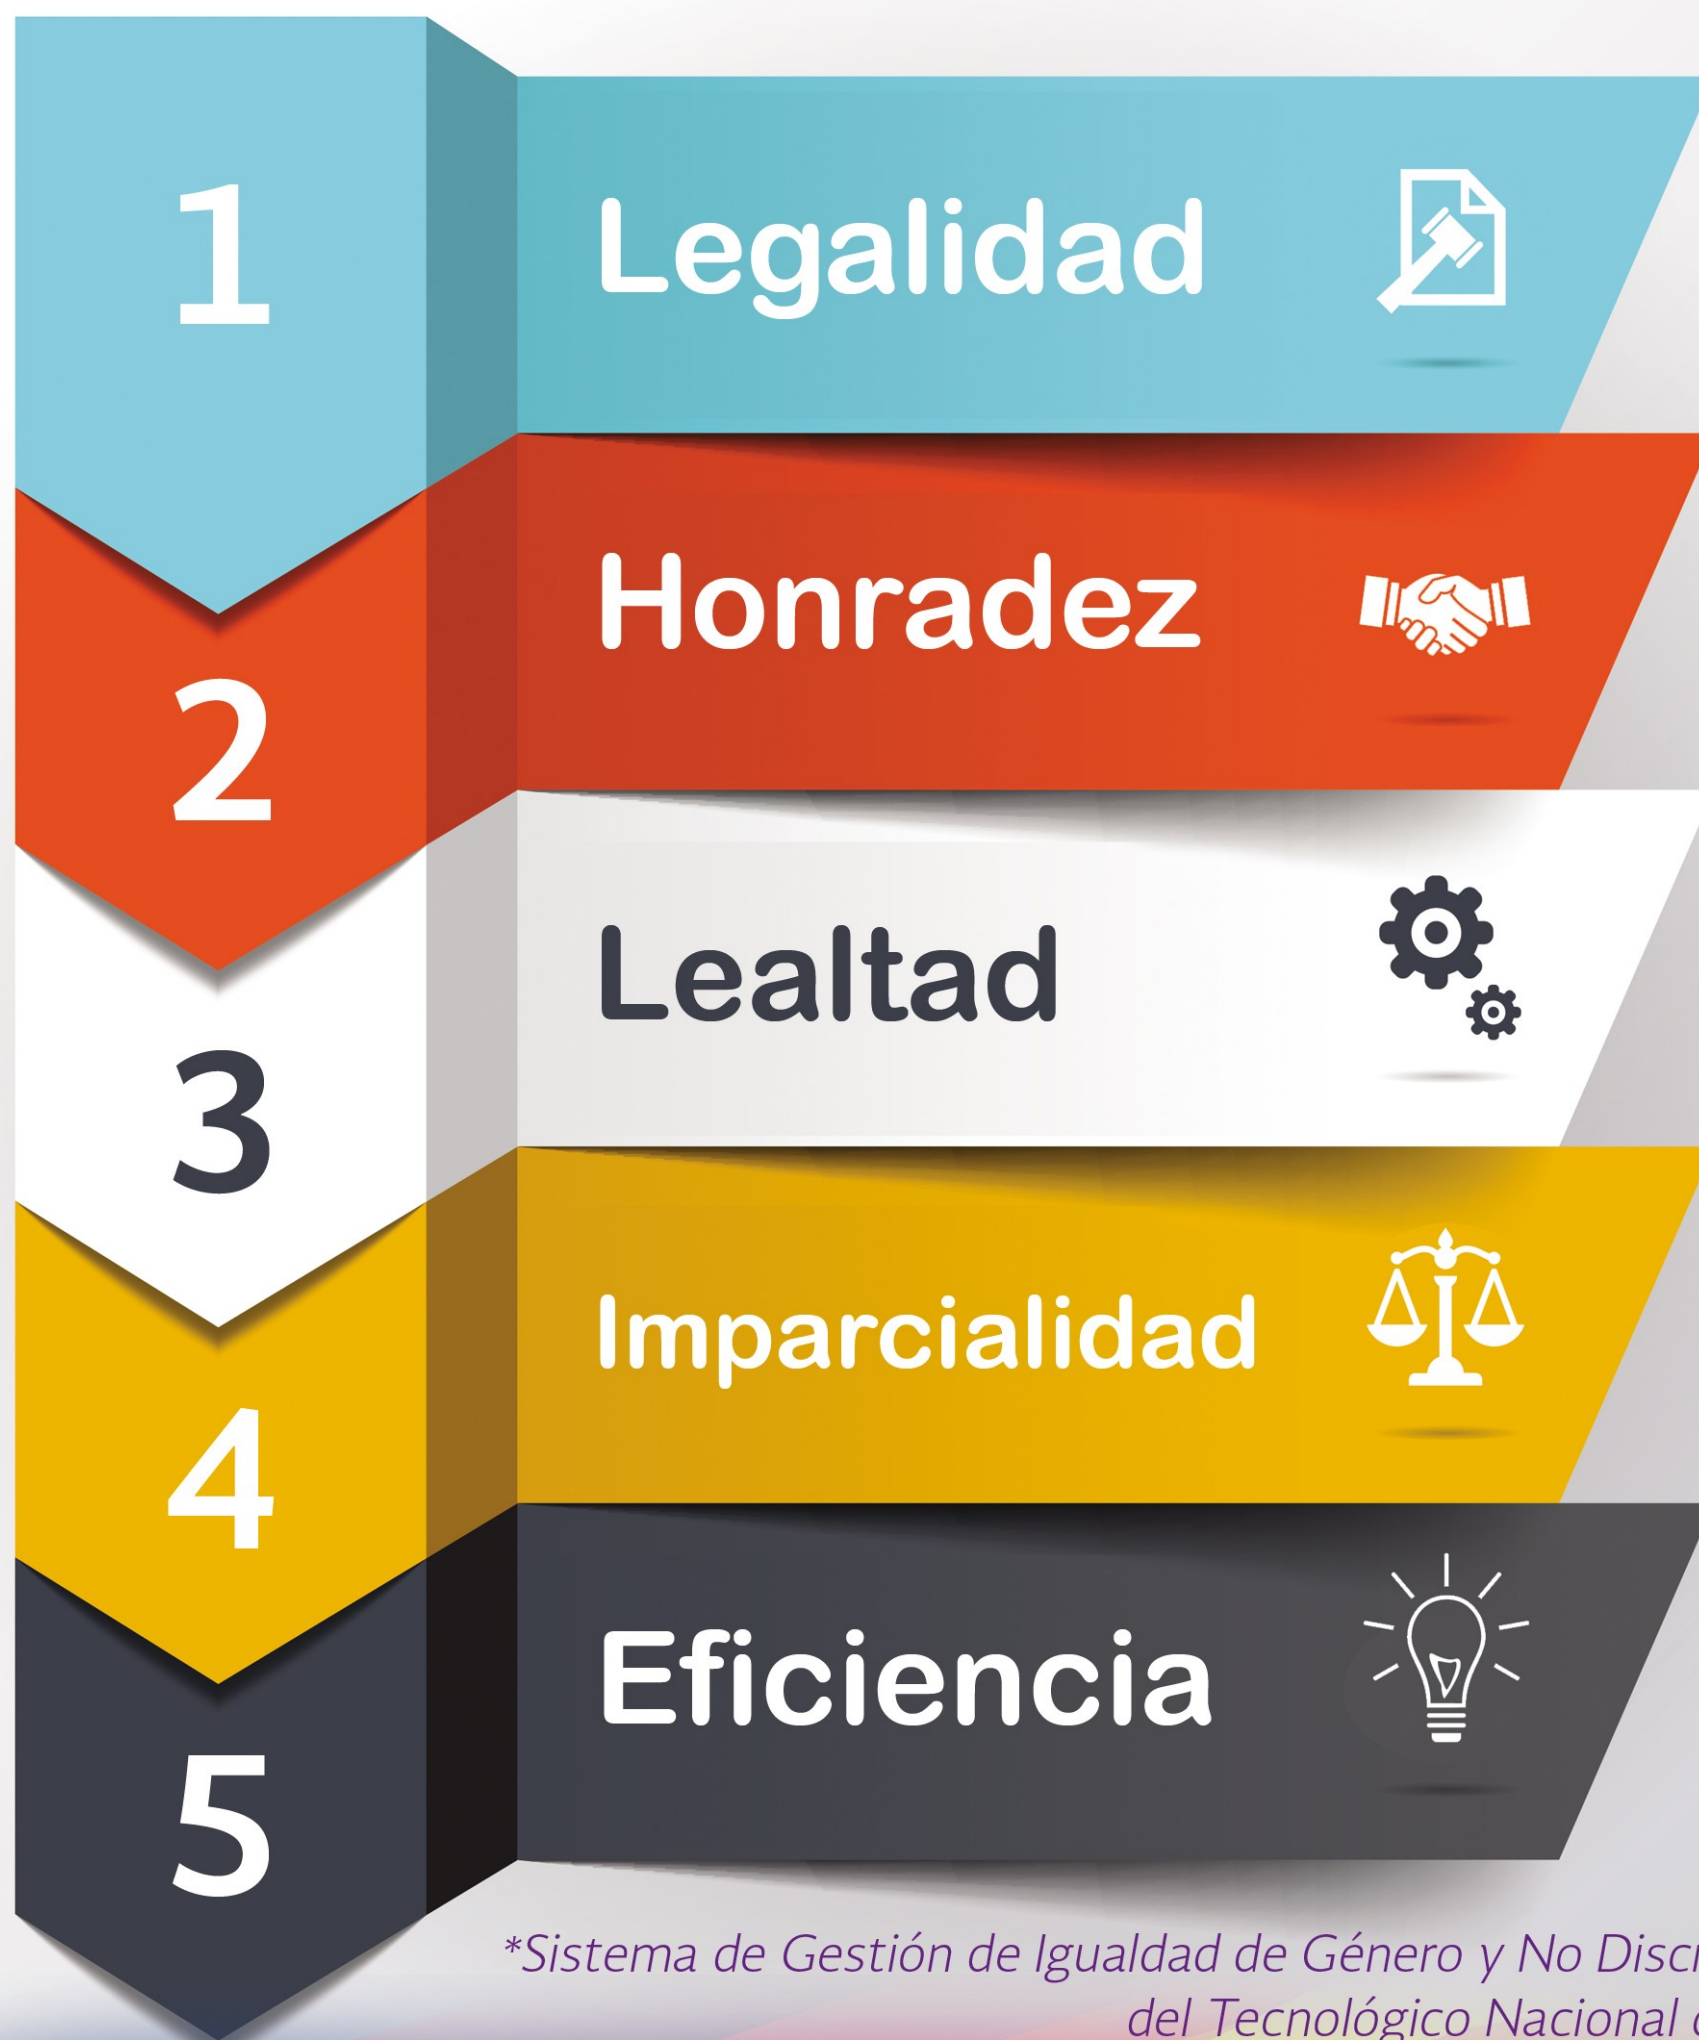 1
Legalidad
2
Honradez
3
Lealtad
4
Imparcialidad
5
Eficiencia
*Sistema de Gestión de Igualdad de Género y No
del Tecnológico Nacional